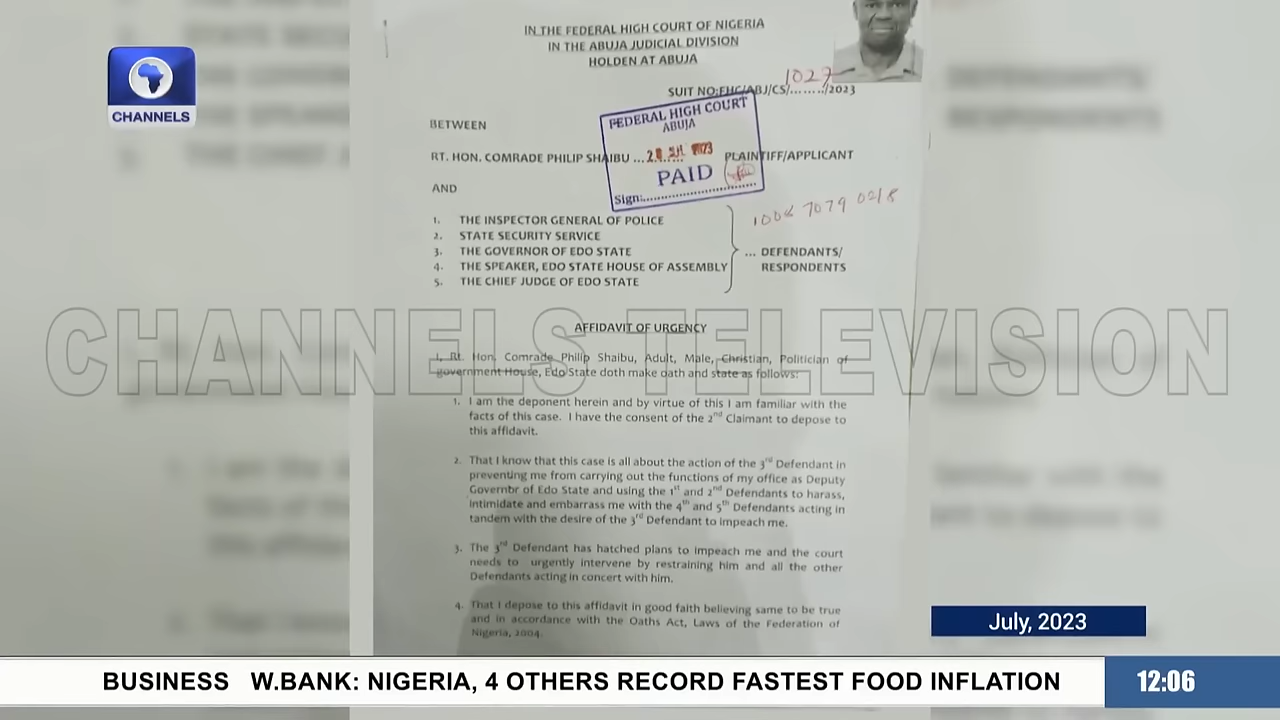 IN THE FEDERAL HIGH COURT OF NIGERIA
IN THE ABUJA JUDICIAL DIVISION
HOLDEN AT ABUJA
1027
SUIT NO:FHC/ABJ/CS/......../2023
CHANNELS
FEDERAL HIGH COURT
ABUJA
PAID
Sign:
BETWEEN
RT. HON. COMRADE PHILIP SHAIBU ... PLAINTIFF/APPLICANT
AND
1. THE INSPECTOR GENERAL OF POLICE
2. STATE SECURITY SERVICE
3. THE GOVERNOR OF EDO STATE
4. THE SPEAKER, EDO STATE HOUSE OF ASSEMBLY
5. THE CHIEF JUDGE OF EDO STATE
... DEFENDANTS/
RESPONDENTS
CHANNELS TELEVISION
AFFIDAVIT OF URGENCY
I, Rt. Hon. Comrade Philip Shaibu, Adult, Male, Christian, Politician of
government House, Edo State doth make oath and state as follows:
1. I am the deponent herein and by virtue of this I am familiar with the
facts of this case. I have the consent of the 2nd Claimant to depose to
this affidavit.
2. That I know that this case is all about the action of the 3rd Defendant in
preventing me from carrying out the functions of my office as Deputy
Governor of Edo State and using the 1st and 2nd Defendants to harass,
intimidate and embarrass me with the 4th and 5th Defendants acting in
tandem with the desire of the 3rd Defendant to impeach me.
3. The 3rd Defendant has hatched plans to impeach me and the court
needs to urgently intervene by restraining him and all the other
Defendants acting in concert with him.
4. That I depose to this affidavit in good faith believing same to be true
and in accordance with the Oaths Act, Laws of the Federation of
Nigeria, 2004.
July, 2023
BUSINESS W.BANK: NIGERIA, 4 OTHERS RECORD FASTEST FOOD INFLATION
12:06